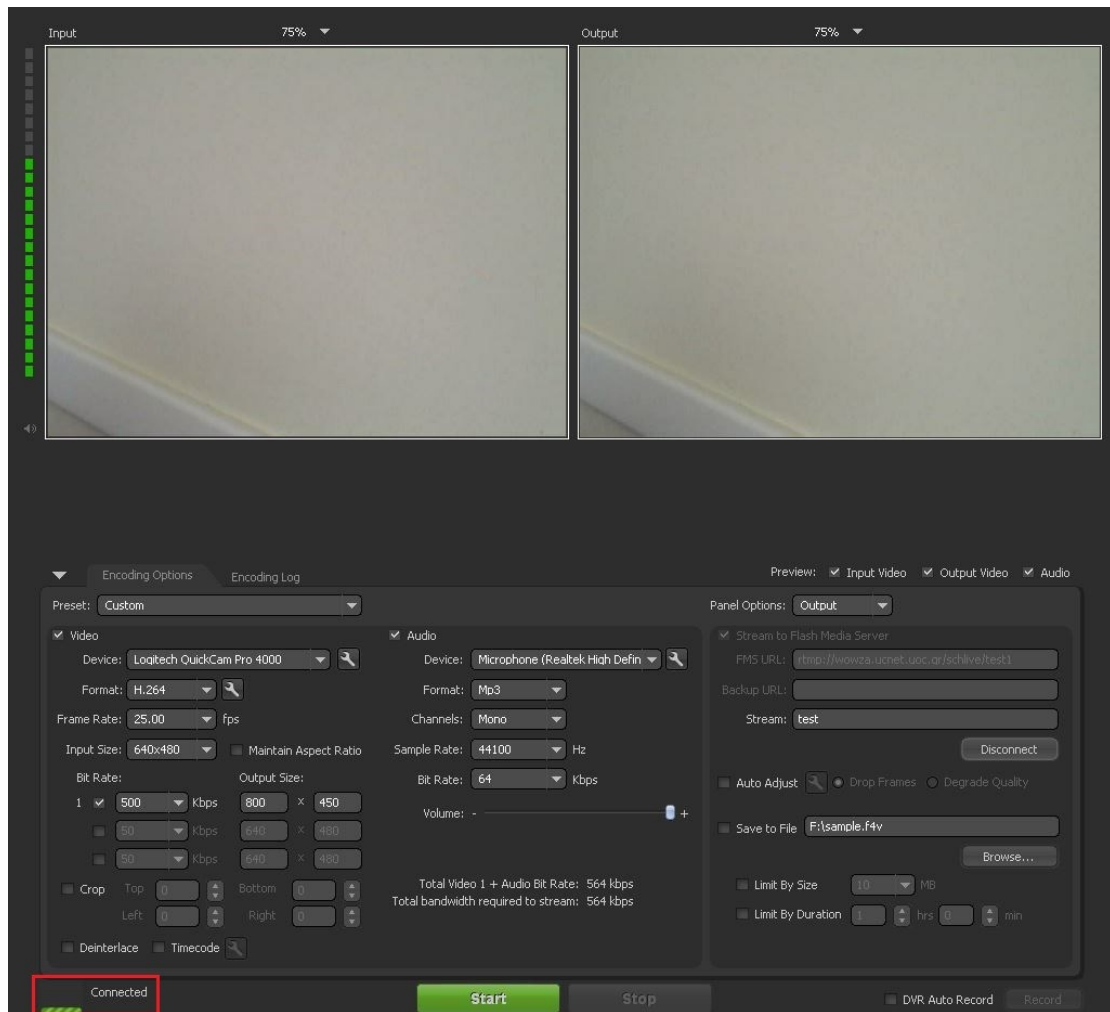 Input 75% Output 75%
Encoding Options Encoding Log Preview: Input Video Output Video Audio
Preset: Custom Panel Options: Output
Video Audio Stream to Flash Media Server
Device: Logitech QuickCam Pro 4000 Device: Microphone (Realtek High Defin FMS URL: rtmp://wowza.ucnet.uoc.gr/schlive/test1
Format: H.264 Format: Mp3 Backup URL:
Frame Rate: 25.00 fps Channels: Mono Stream: test
Input Size: 640x480 Maintain Aspect Ratio Sample Rate: 44100 Hz Disconnect
Bit Rate: Output Size: Bit Rate: 64 Kbps Auto Adjust Drop Frames Degrade Quality
1 500 Kbps 800 x 450 Volume: - +
50 Kbps 640 x 480 Save to File F:\sample.f4v
50 Kbps 640 x 480 Browse...
Crop Top 0 Bottom 0 Total Video 1 + Audio Bit Rate: 564 kbps Limit By Size 10 MB
Total bandwidth required to stream: 564 kbps
Left 0 Right 0 Limit By Duration 1 hrs 0 min
Deinterlace Timecode
Connected Start Stop DVR Auto Record Record